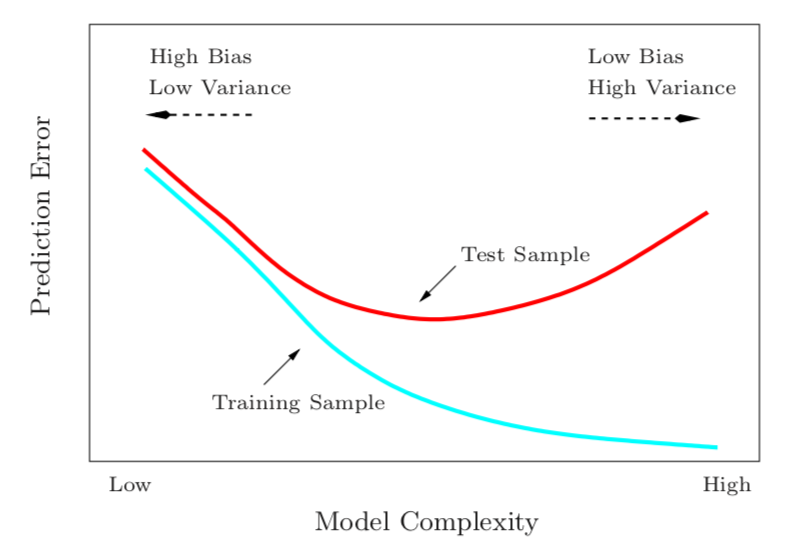 High Bias
Low Variance
Low Bias
High Variance
Prediction Error
Test Sample
Training Sample
Low
High
Model Complexity